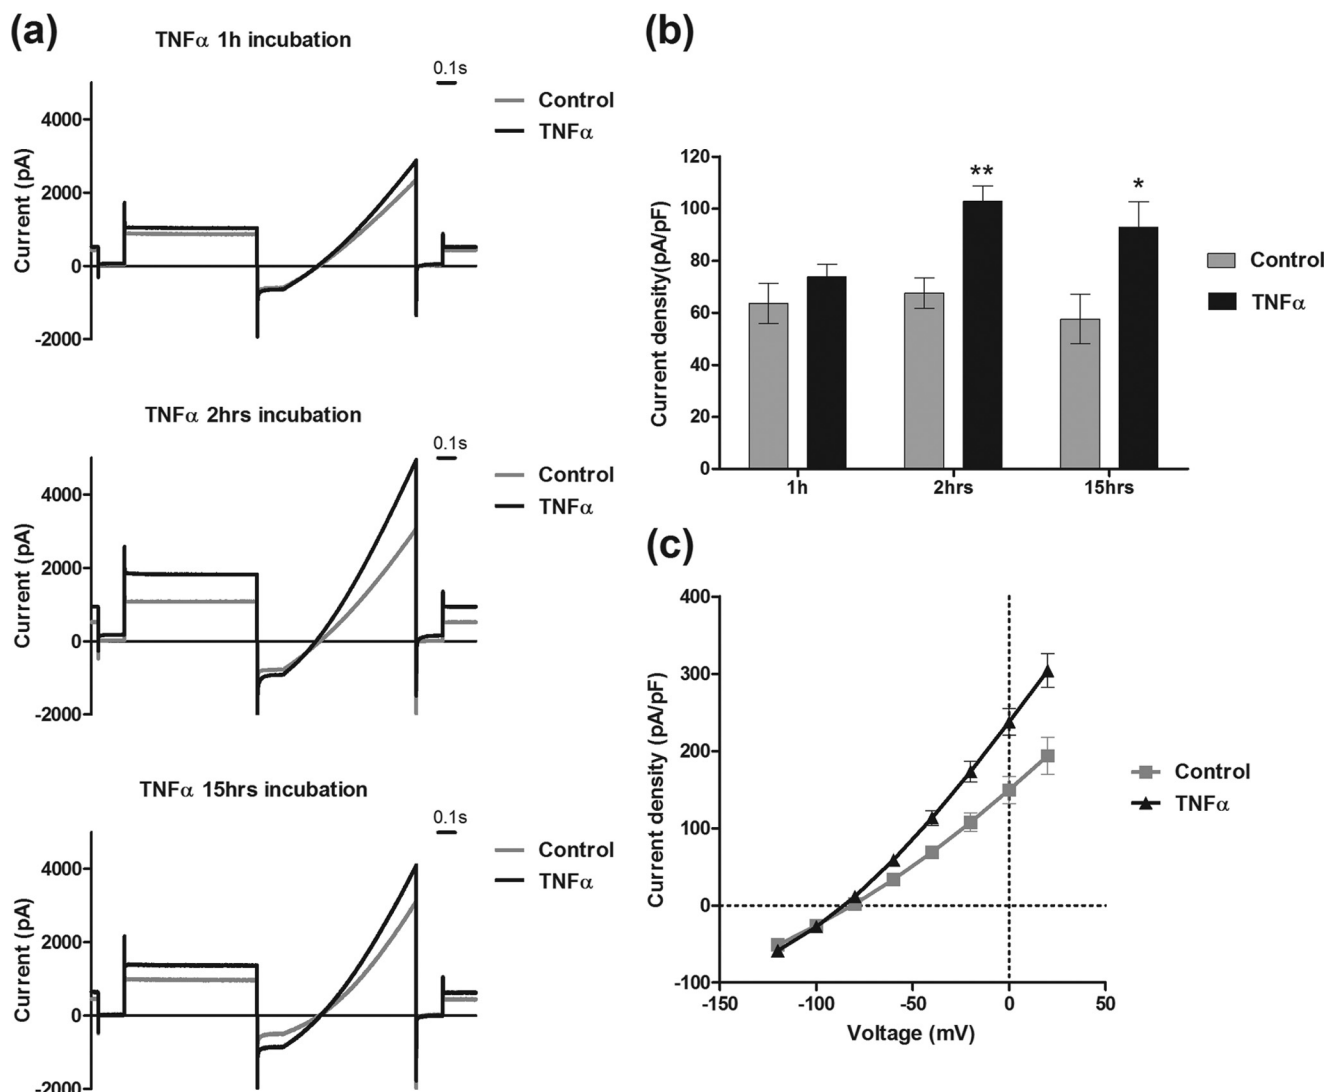 (a)
TNFα 1h incubation
0.1s
Control
TNFα
4000
2000
0
-2000
Current (pA)
TNFα 2hrs incubation
0.1s
Control
TNFα
4000
2000
0
-2000
Current (pA)
TNFα 15hrs incubation
0.1s
Control
TNFα
4000
2000
0
-2000
Current (pA)
(b)
120
100
80
60
40
20
0
Current density(pA/pF)
**
*
1h 2hrs 15hrs
Control
TNFα
(c)
400
300
200
100
0
-100
Current density (pA/pF)
-150 -100 -50 0 50
Voltage (mV)
Control
TNFα